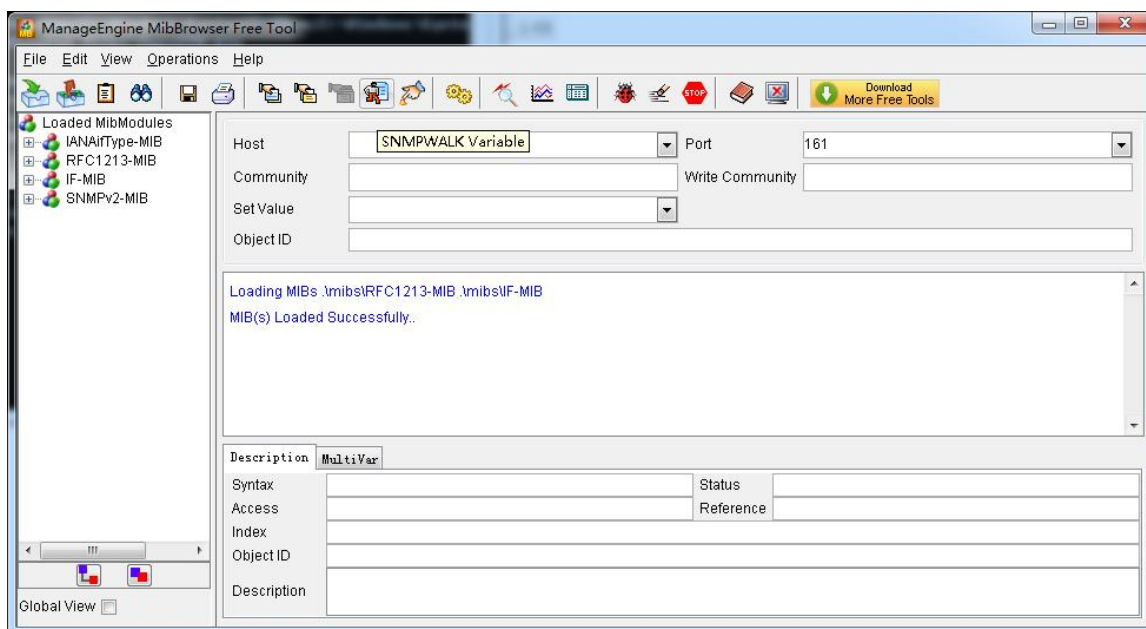 ManageEngine MibBrowser Free Tool
File Edit View Operations Help
STOP
Download
More Free Tools
Loaded MibModules
IANAifType-MIB
RFC1213-MIB
IF-MIB
SNMPv2-MIB
Host
SNMPWALK Variable
Port
161
Community
Write Community
Set Value
Object ID
Loading MIBs .\mibs\RFC1213-MIB .\mibs\IF-MIB
MIB(s) Loaded Successfully..
Description MultiVar
Syntax
Status
Access
Reference
Index
Object ID
Description
Global View